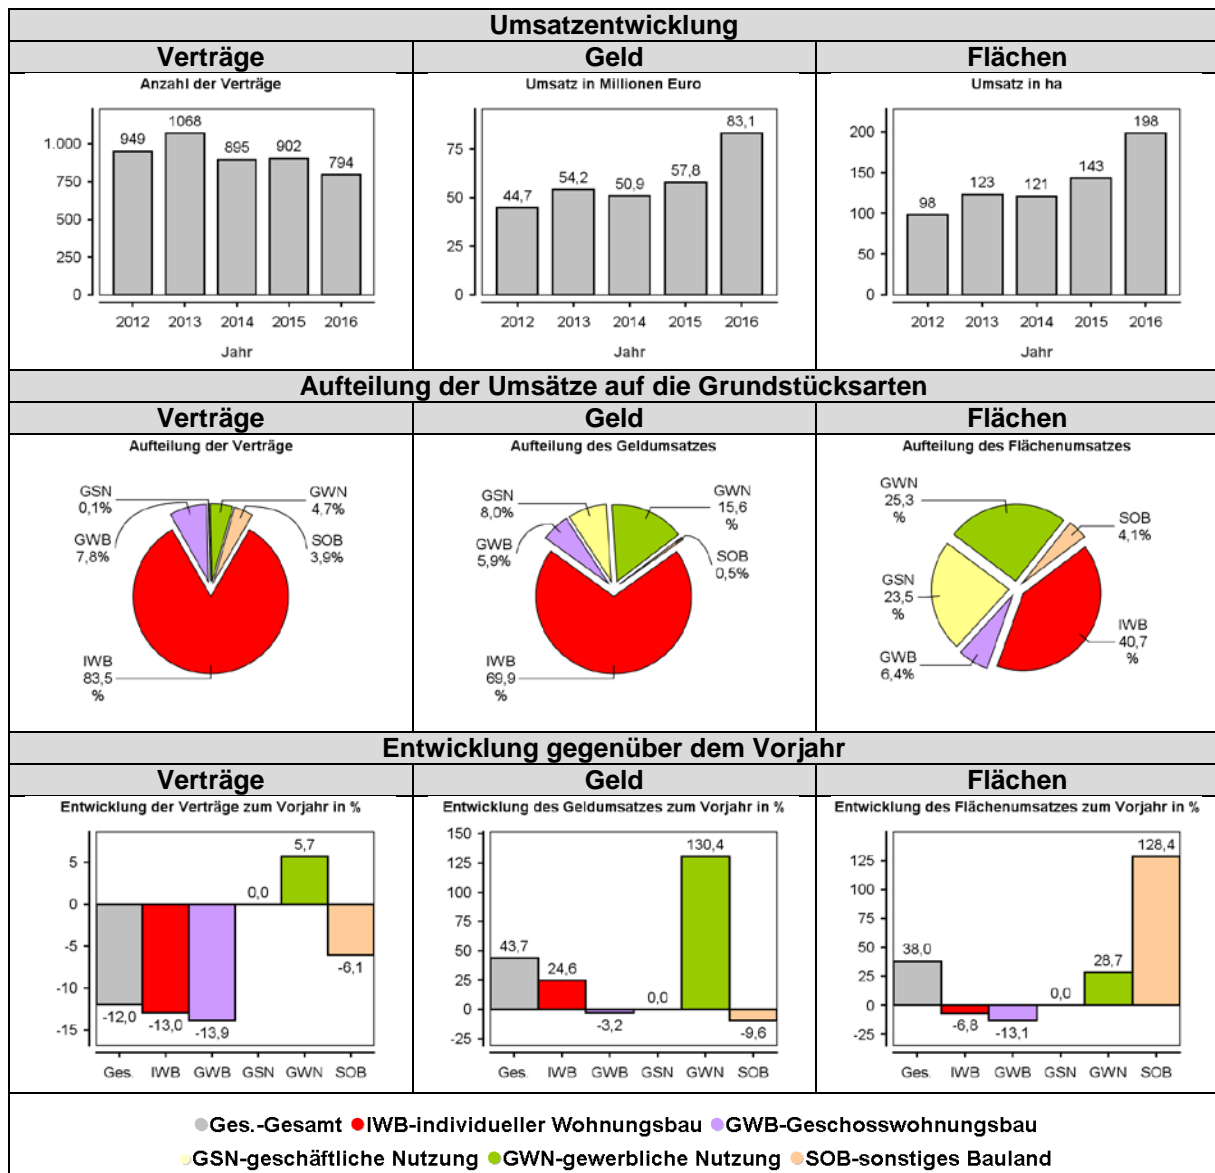 Umsatzentwicklung
Verträge Geld Flächen
Anzahl der Verträge
1.000
750
500
250
0
949
1068
895
902
794
2012 2013 2014 2015 2016
Jahr
Umsatz in Millionen Euro
75
50
25
0
44,7
54,2
50,9
57,8
83,1
2012 2013 2014 2015 2016
Jahr
Umsatz in ha
200
150
100
50
0
98
123
121
143
198
2012 2013 2014 2015 2016
Jahr
Aufteilung der Umsätze auf die Grundstücksarten
Verträge Geld Flächen
Aufteilung der Verträge
GSN
0,1%
GWN
4,7%
GWB
7,8%
SOB
3,9%
IWB
83,5
%
Aufteilung des Geldumsatzes
GSN
8,0%
GWN
15,6
%
GWB
5,9%
SOB
0,5%
IWB
69,9
%
Aufteilung des Flächenumsatzes
GWN
25,3
%
SOB
4,1%
GSN
23,5
%
IWB
40,7
%
GWB
6,4%
Entwicklung gegenüber dem Vorjahr
Verträge Geld Flächen
Entwicklung der Verträge zum Vorjahr in %
5
0
-5
-10
-15
-12,0
-13,0
-13,9
0,0
5,7
-6,1
Ges. IWB GWB GSN GWN SOB
Entwicklung des Geldumsatzes zum Vorjahr in %
150
125
100
75
50
25
0
-25
43,7
24,6
-3,2
0,0
130,4
-9,6
Ges. IWB GWB GSN GWN SOB
Entwicklung des Flächenumsatzes zum Vorjahr in %
125
100
75
50
25
0
-25
38,0
-6,8
-13,1
0,0
28,7
128,4
Ges. IWB GWB GSN GWN SOB
Ges.-Gesamt IWB-individueller Wohnungsbau GWB-Geschosswohnungsbau
GSN-geschäftliche Nutzung GWN-gewerbliche Nutzung SOB-sonstiges Bauland